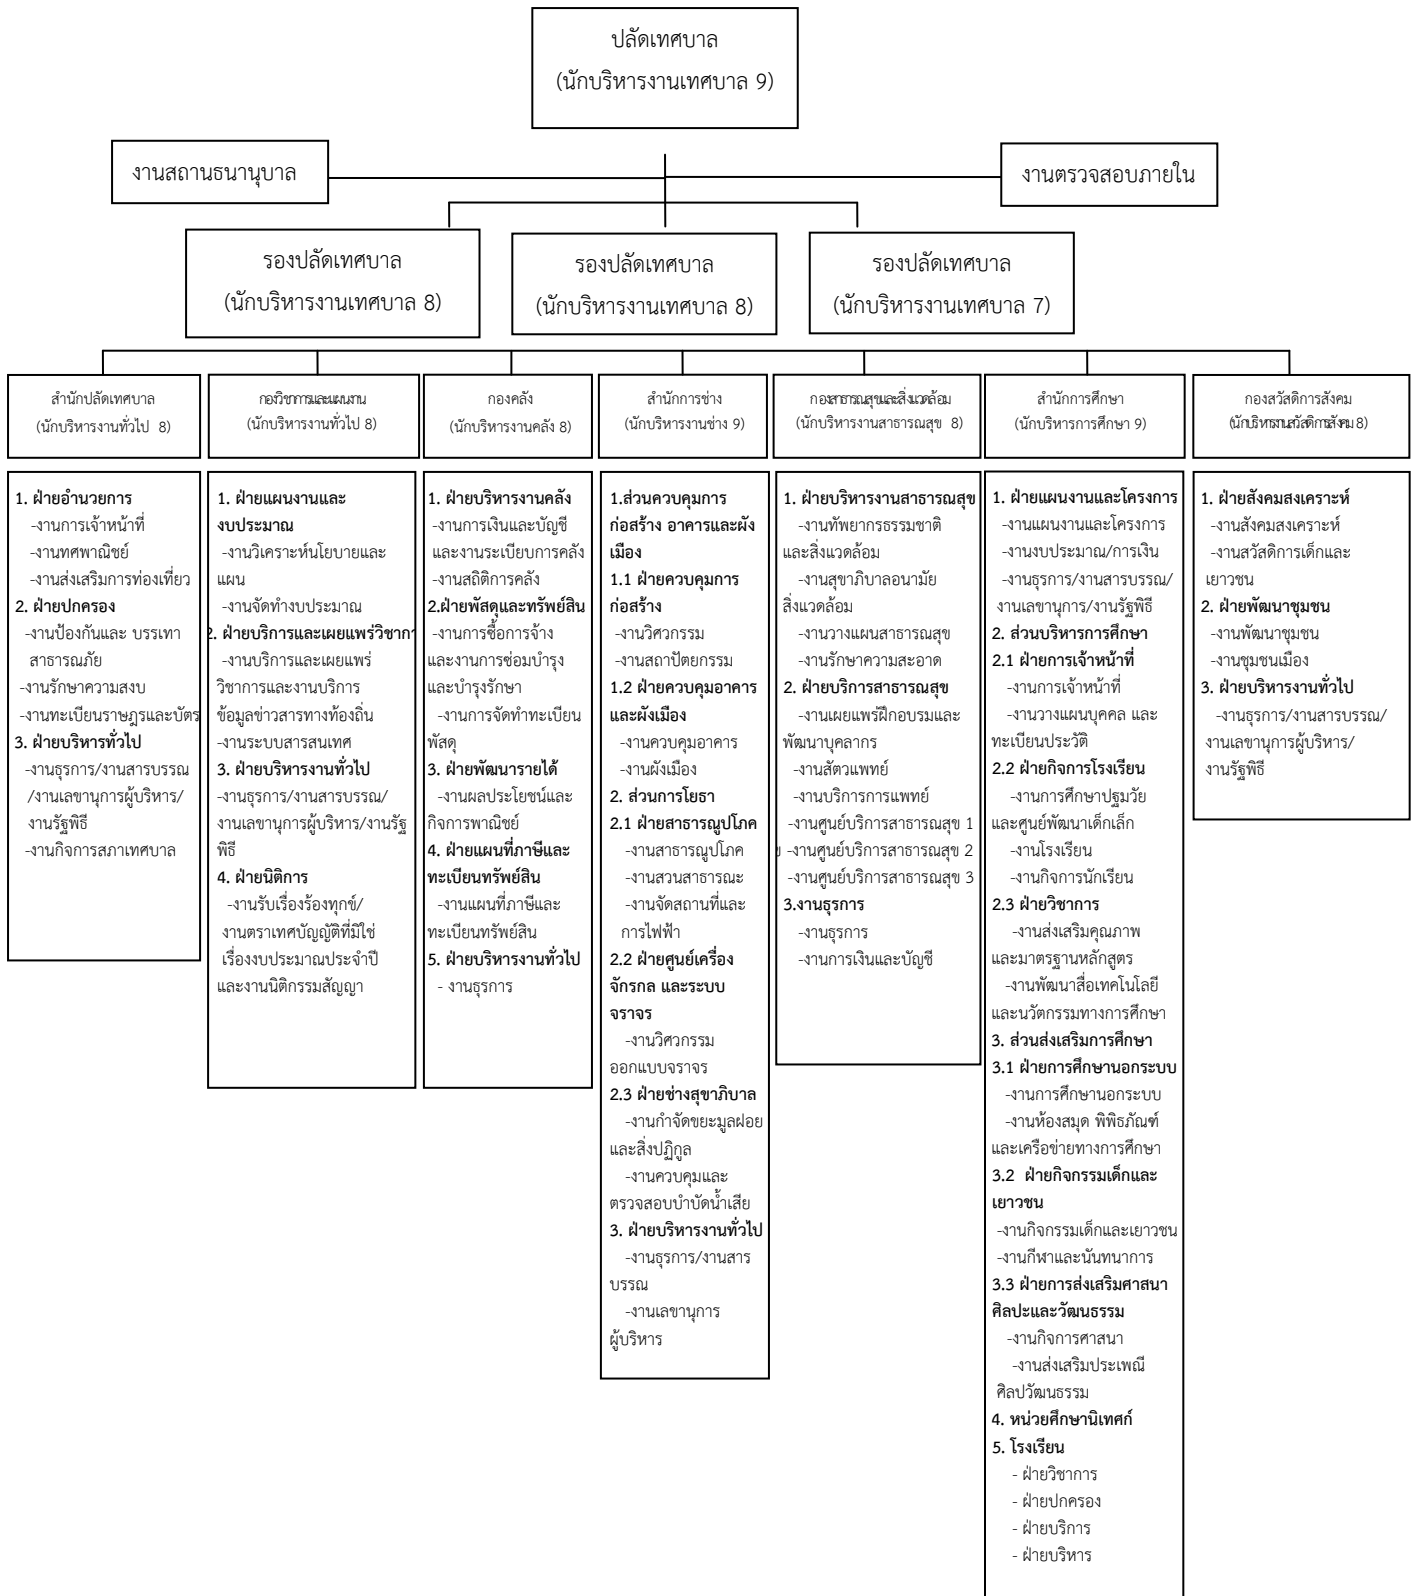 ปลัดเทศบาล
(นักบริหารงานเทศบาล 9)
งานสถานธนานุบาล
งานตรวจสอบภายใน
รองปลัดเทศบาล
(นักบริหารงานเทศบาล 8)
รองปลัดเทศบาล
(นักบริหารงานเทศบาล 8)
รองปลัดเทศบาล
(นักบริหารงานเทศบาล 7)
สำนักปลัดเทศบาล
(นักบริหารงานทั่วไป 8)
กองวิชาการและแผนงาน
(นักบริหารงานทั่วไป 8)
กองคลัง
(นักบริหารงานคลัง 8)
สำนักการช่าง
(นักบริหารงานช่าง 9)
กองสาธารณสุขและสิ่งแวดล้อม
(นักบริหารงานสาธารณสุข 8)
สำนักการศึกษา
(นักบริหารการศึกษา 9)
กองสวัสดิการสังคม
(นักบริหารงานสวัสดิการสังคม 8)
1. ฝ่ายอำนวยการ
-งานการเจ้าหน้าที่
-งานทศพาณิชย์
-งานส่งเสริมการท่องเที่ยว
2. ฝ่ายปกครอง
-งานป้องกันและ บรรเทา
สาธารณภัย
-งานรักษาความสงบ
-งานทะเบียนราษฎรและบัตร
3. ฝ่ายบริหารทั่วไป
-งานธุรการ/งานสารบรรณ
/งานเลขานุการผู้บริหาร/
งานรัฐพิธี
-งานกิจการสภาเทศบาล
1. ฝ่ายแผนงานและ
งบประมาณ
-งานวิเคราะห์นโยบายและ
แผน
-งานจัดทำงบประมาณ
2. ฝ่ายบริการและเผยแพร่วิชากา
-งานบริการและเผยแพร่
วิชาการและงานบริการ
ข้อมูลข่าวสารทางท้องถิ่น
-งานระบบสารสนเทศ
3. ฝ่ายบริหารงานทั่วไป
-งานธุรการ/งานสารบรรณ/
งานเลขานุการผู้บริหาร/งานรัฐ
พิธี
4. ฝ่ายนิติการ
-งานรับเรื่องร้องทุกข์/
งานตราเทศบัญญัติที่มิใช่
เรื่องงบประมาณประจำปี
และงานนิติกรรมสัญญา
1. ฝ่ายบริหารงานคลัง
-งานการเงินและบัญชี
และงานระเบียบการคลัง
-งานสถิติการคลัง
2.ฝ่ายพัสดุและทรัพย์สิน
-งานการซื้อการจ้าง
และงานการซ่อมบำรุง
และบำรุงรักษา
-งานการจัดทำทะเบียน
พัสดุ
3. ฝ่ายพัฒนารายได้
-งานผลประโยชน์และ
กิจการพาณิชย์
4. ฝ่ายแผนที่ภาษีและ
ทะเบียนทรัพย์สิน
-งานแผนที่ภาษีและ
ทะเบียนทรัพย์สิน
5. ฝ่ายบริหารงานทั่วไป
- งานธุรการ
1.ส่วนควบคุมการ
ก่อสร้าง อาคารและผัง
เมือง
1.1 ฝ่ายควบคุมการ
ก่อสร้าง
-งานวิศวกรรม
-งานสถาปัตยกรรม
1.2 ฝ่ายควบคุมอาคาร
และผังเมือง
-งานควบคุมอาคาร
-งานผังเมือง
2. ส่วนการโยธา
2.1 ฝ่ายสาธารณูปโภค
-งานสาธารณูปโภค
-งานสวนสาธารณะ
-งานจัดสถานที่และ
การไฟฟ้า
2.2 ฝ่ายศูนย์เครื่อง
จักรกล และระบบ
จราจร
-งานวิศวกรรม
ออกแบบจราจร
2.3 ฝ่ายช่างสุขาภิบาล
-งานกำจัดขยะมูลฝอย
และสิ่งปฏิกูล
-งานควบคุมและ
ตรวจสอบบำบัดน้ำเสีย
3. ฝ่ายบริหารงานทั่วไป
-งานธุรการ/งานสาร
บรรณ
-งานเลขานุการ
ผู้บริหาร
1. ฝ่ายบริหารงานสาธารณสุข
-งานทัพยากรธรรมชาติ
และสิ่งแวดล้อม
-งานสุขาภิบาลอนามัย
สิ่งแวดล้อม
-งานวางแผนสาธารณสุข
-งานรักษาความสะอาด
2. ฝ่ายบริการสาธารณสุข
-งานเผยแพร่ฝึกอบรมและ
พัฒนาบุคลากร
-งานสัตวแพทย์
-งานบริการการแพทย์
-งานศูนย์บริการสาธารณสุข 1
-งานศูนย์บริการสาธารณสุข 2
-งานศูนย์บริการสาธารณสุข 3
3.งานธุรการ
-งานธุรการ
-งานการเงินและบัญชี
1. ฝ่ายแผนงานและโครงการ
-งานแผนงานและโครงการ
-งานงบประมาณ/การเงิน
-งานธุรการ/งานสารบรรณ/
งานเลขานุการ/งานรัฐพิธี
2. ส่วนบริหารการศึกษา
2.1 ฝ่ายการเจ้าหน้าที่
-งานการเจ้าหน้าที่
-งานวางแผนบุคคล และ
ทะเบียนประวัติ
2.2 ฝ่ายกิจการโรงเรียน
-งานการศึกษาปฐมวัย
และศูนย์พัฒนาเด็กเล็ก
-งานโรงเรียน
-งานกิจการนักเรียน
2.3 ฝ่ายวิชาการ
-งานส่งเสริมคุณภาพ
และมาตรฐานหลักสูตร
-งานพัฒนาสื่อเทคโนโลยี
และนวัตกรรมทางการศึกษา
3. ส่วนส่งเสริมการศึกษา
3.1 ฝ่ายการศึกษานอกระบบ
-งานการศึกษานอกระบบ
-งานห้องสมุด พิพิธภัณฑ์
และเครือข่ายทางการศึกษา
3.2 ฝ่ายกิจกรรมเด็กและ
เยาวชน
-งานกิจกรรมเด็กและเยาวชน
-งานกีฬาและนันทนาการ
3.3 ฝ่ายการส่งเสริมศาสนา
ศิลปะและวัฒนธรรม
-งานกิจการศาสนา
-งานส่งเสริมประเพณี
ศิลปวัฒนธรรม
4. หน่วยศึกษานิเทศก์
5. โรงเรียน
- ฝ่ายวิชาการ
- ฝ่ายปกครอง
- ฝ่ายบริการ
- ฝ่ายบริหาร
1. ฝ่ายสังคมสงเคราะห์
-งานสังคมสงเคราะห์
-งานสวัสดิการเด็กและ
เยาวชน
2. ฝ่ายพัฒนาชุมชน
-งานพัฒนาชุมชน
-งานชุมชนเมือง
3. ฝ่ายบริหารงานทั่วไป
-งานธุรการ/งานสารบรรณ/
งานเลขานุการผู้บริหาร/
งานรัฐพิธี